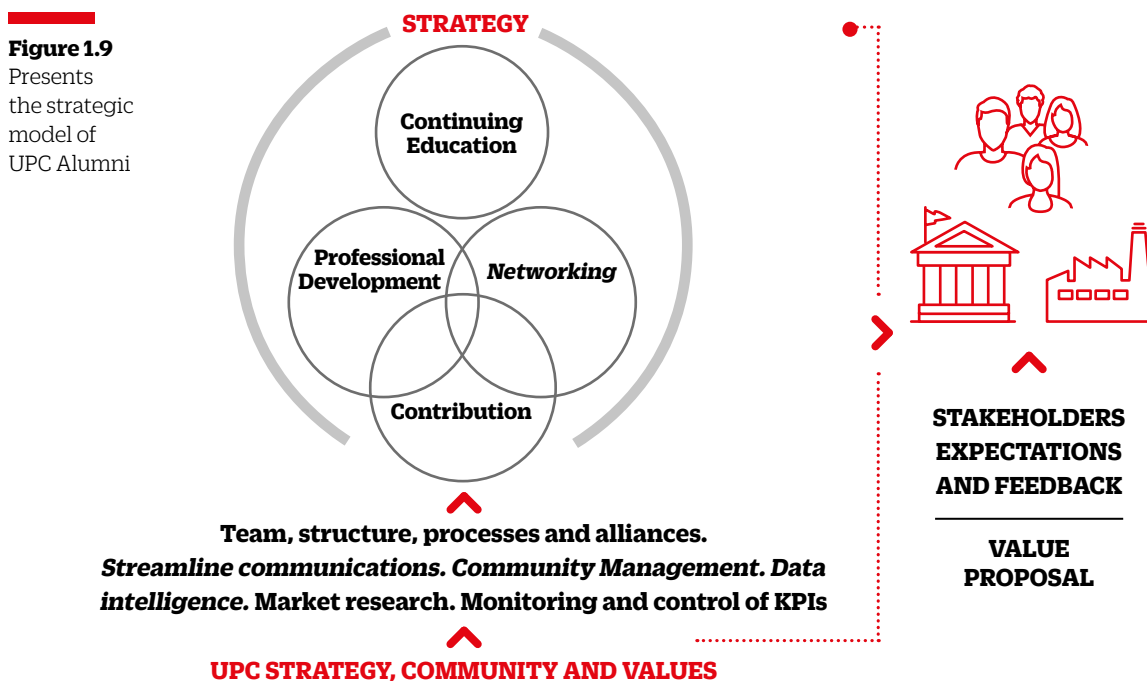 Figure 1.9
Presents
the strategic
model of
UPC Alumni
STRATEGY
Continuing
Education
Professional
Development
Networking
Contribution
Team, structure, processes and alliances.
Streamline communications. Community Management. Data
intelligence. Market research. Monitoring and control of KPIs
UPC STRATEGY, COMMUNITY AND VALUES
STAKEHOLDERS
EXPECTATIONS
AND FEEDBACK
VALUE
PROPOSAL